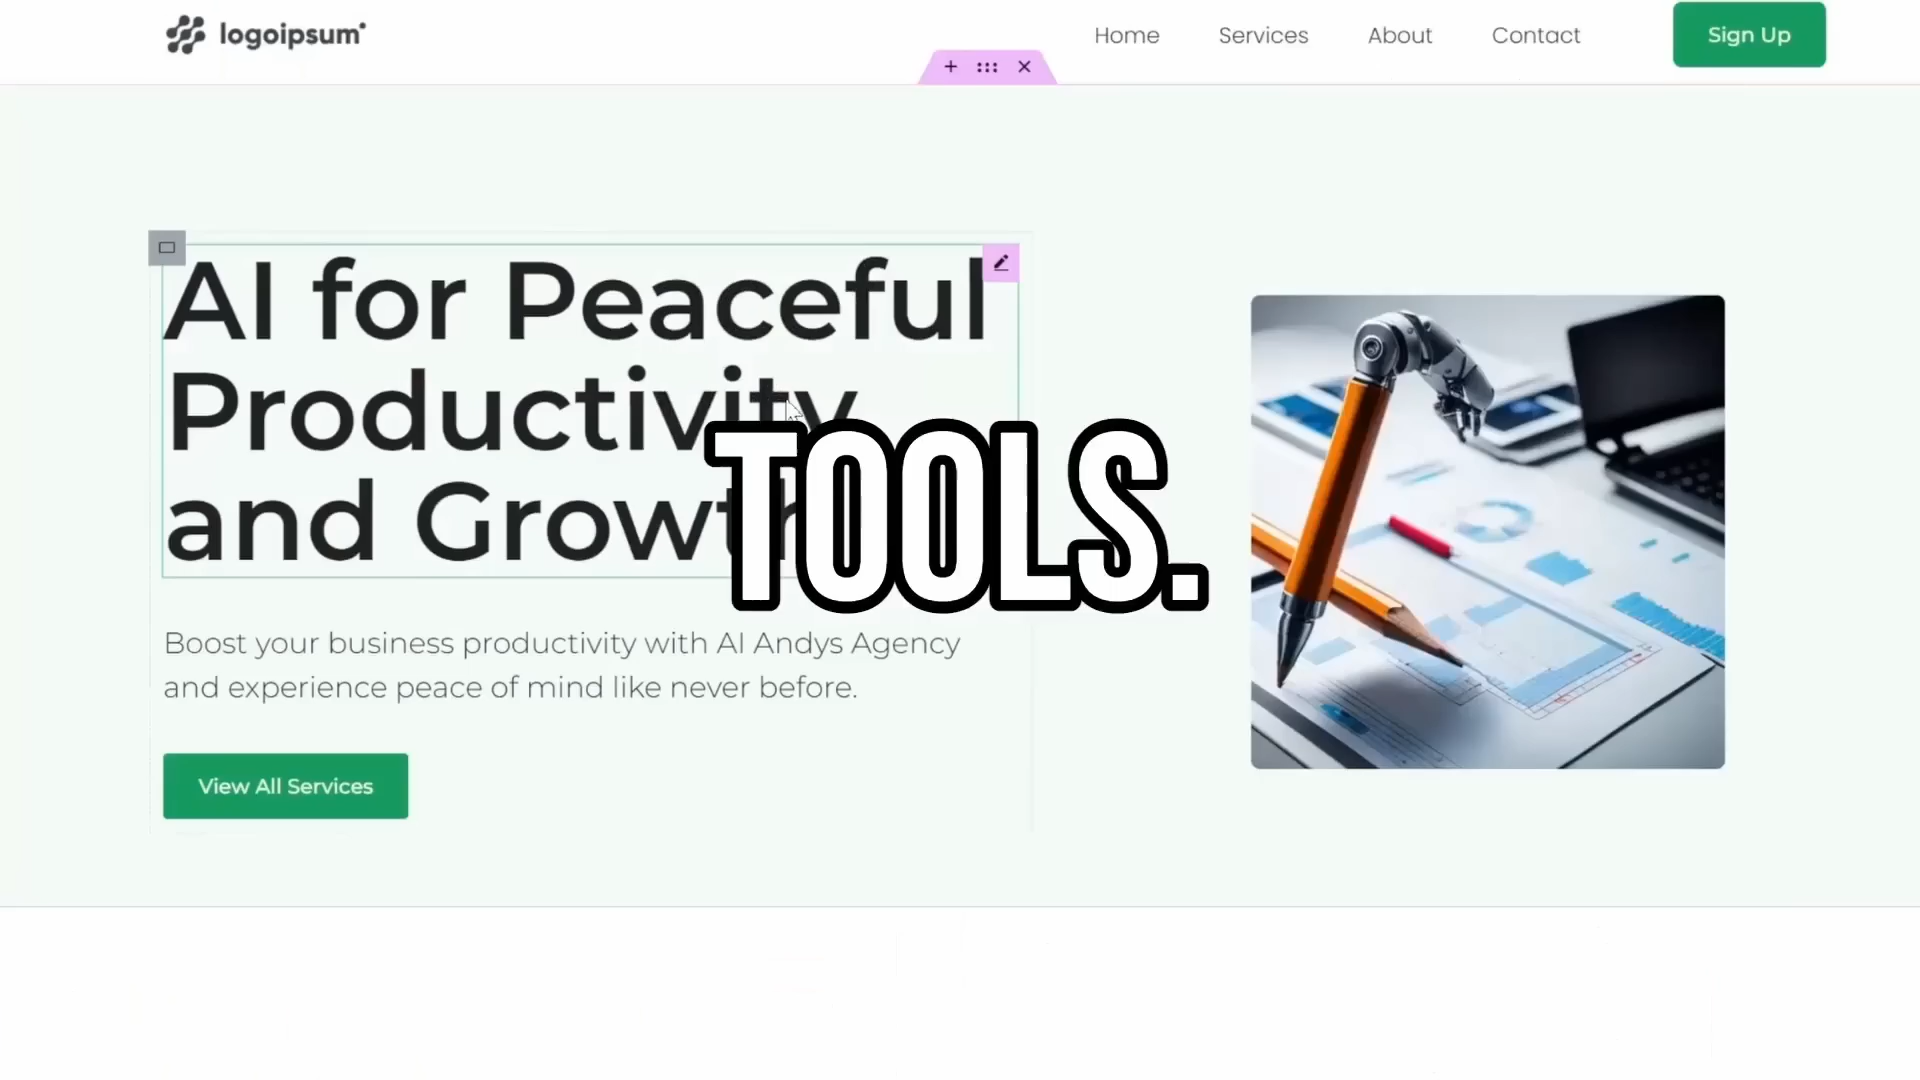 logoipsum
Home
Services
About
Contact
Sign Up
AI for Peaceful
Productivity
and Growth
TOOLS.
Boost your business productivity with AI Andys Agency
and experience peace of mind like never before.
View All Services